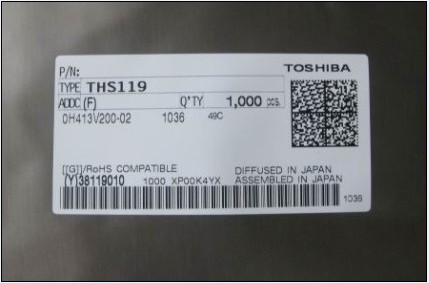 P/N:
TOSHIBA
TYPE THS119
ADDC (F) Q'TY 1,000 pcs.
0H413V200-02 1036 49C
[[G]]/RoHS COMPATIBLE DIFFUSED IN JAPAN
(Y)38119010 1000 XP00K4YX ASSEMBLED IN JAPAN
1036